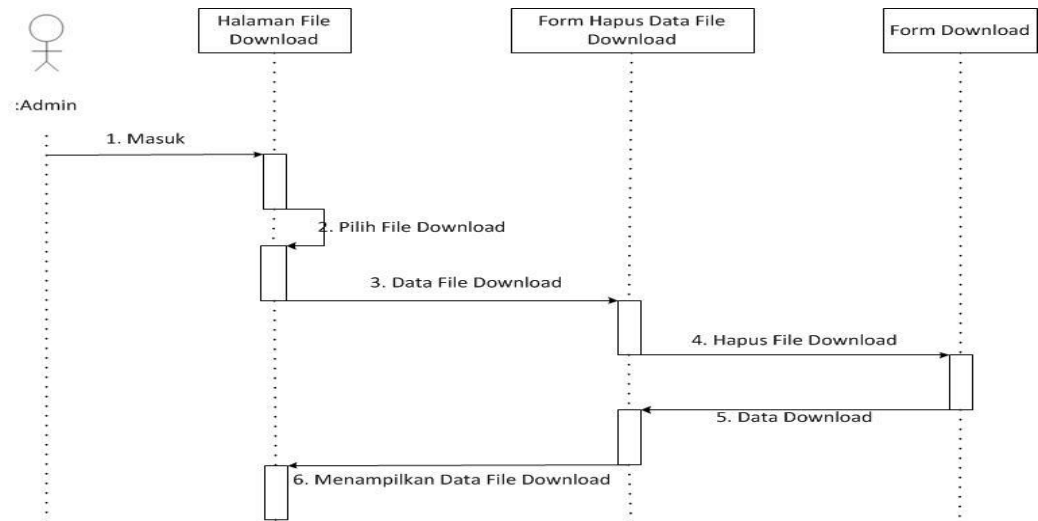 Halaman File
Download
Form Hapus Data File
Download
Form Download
:Admin
1. Masuk
2. Pilih File Download
3. Data File Download
4. Hapus File Download
5. Data Download
6. Menampilkan Data File Download